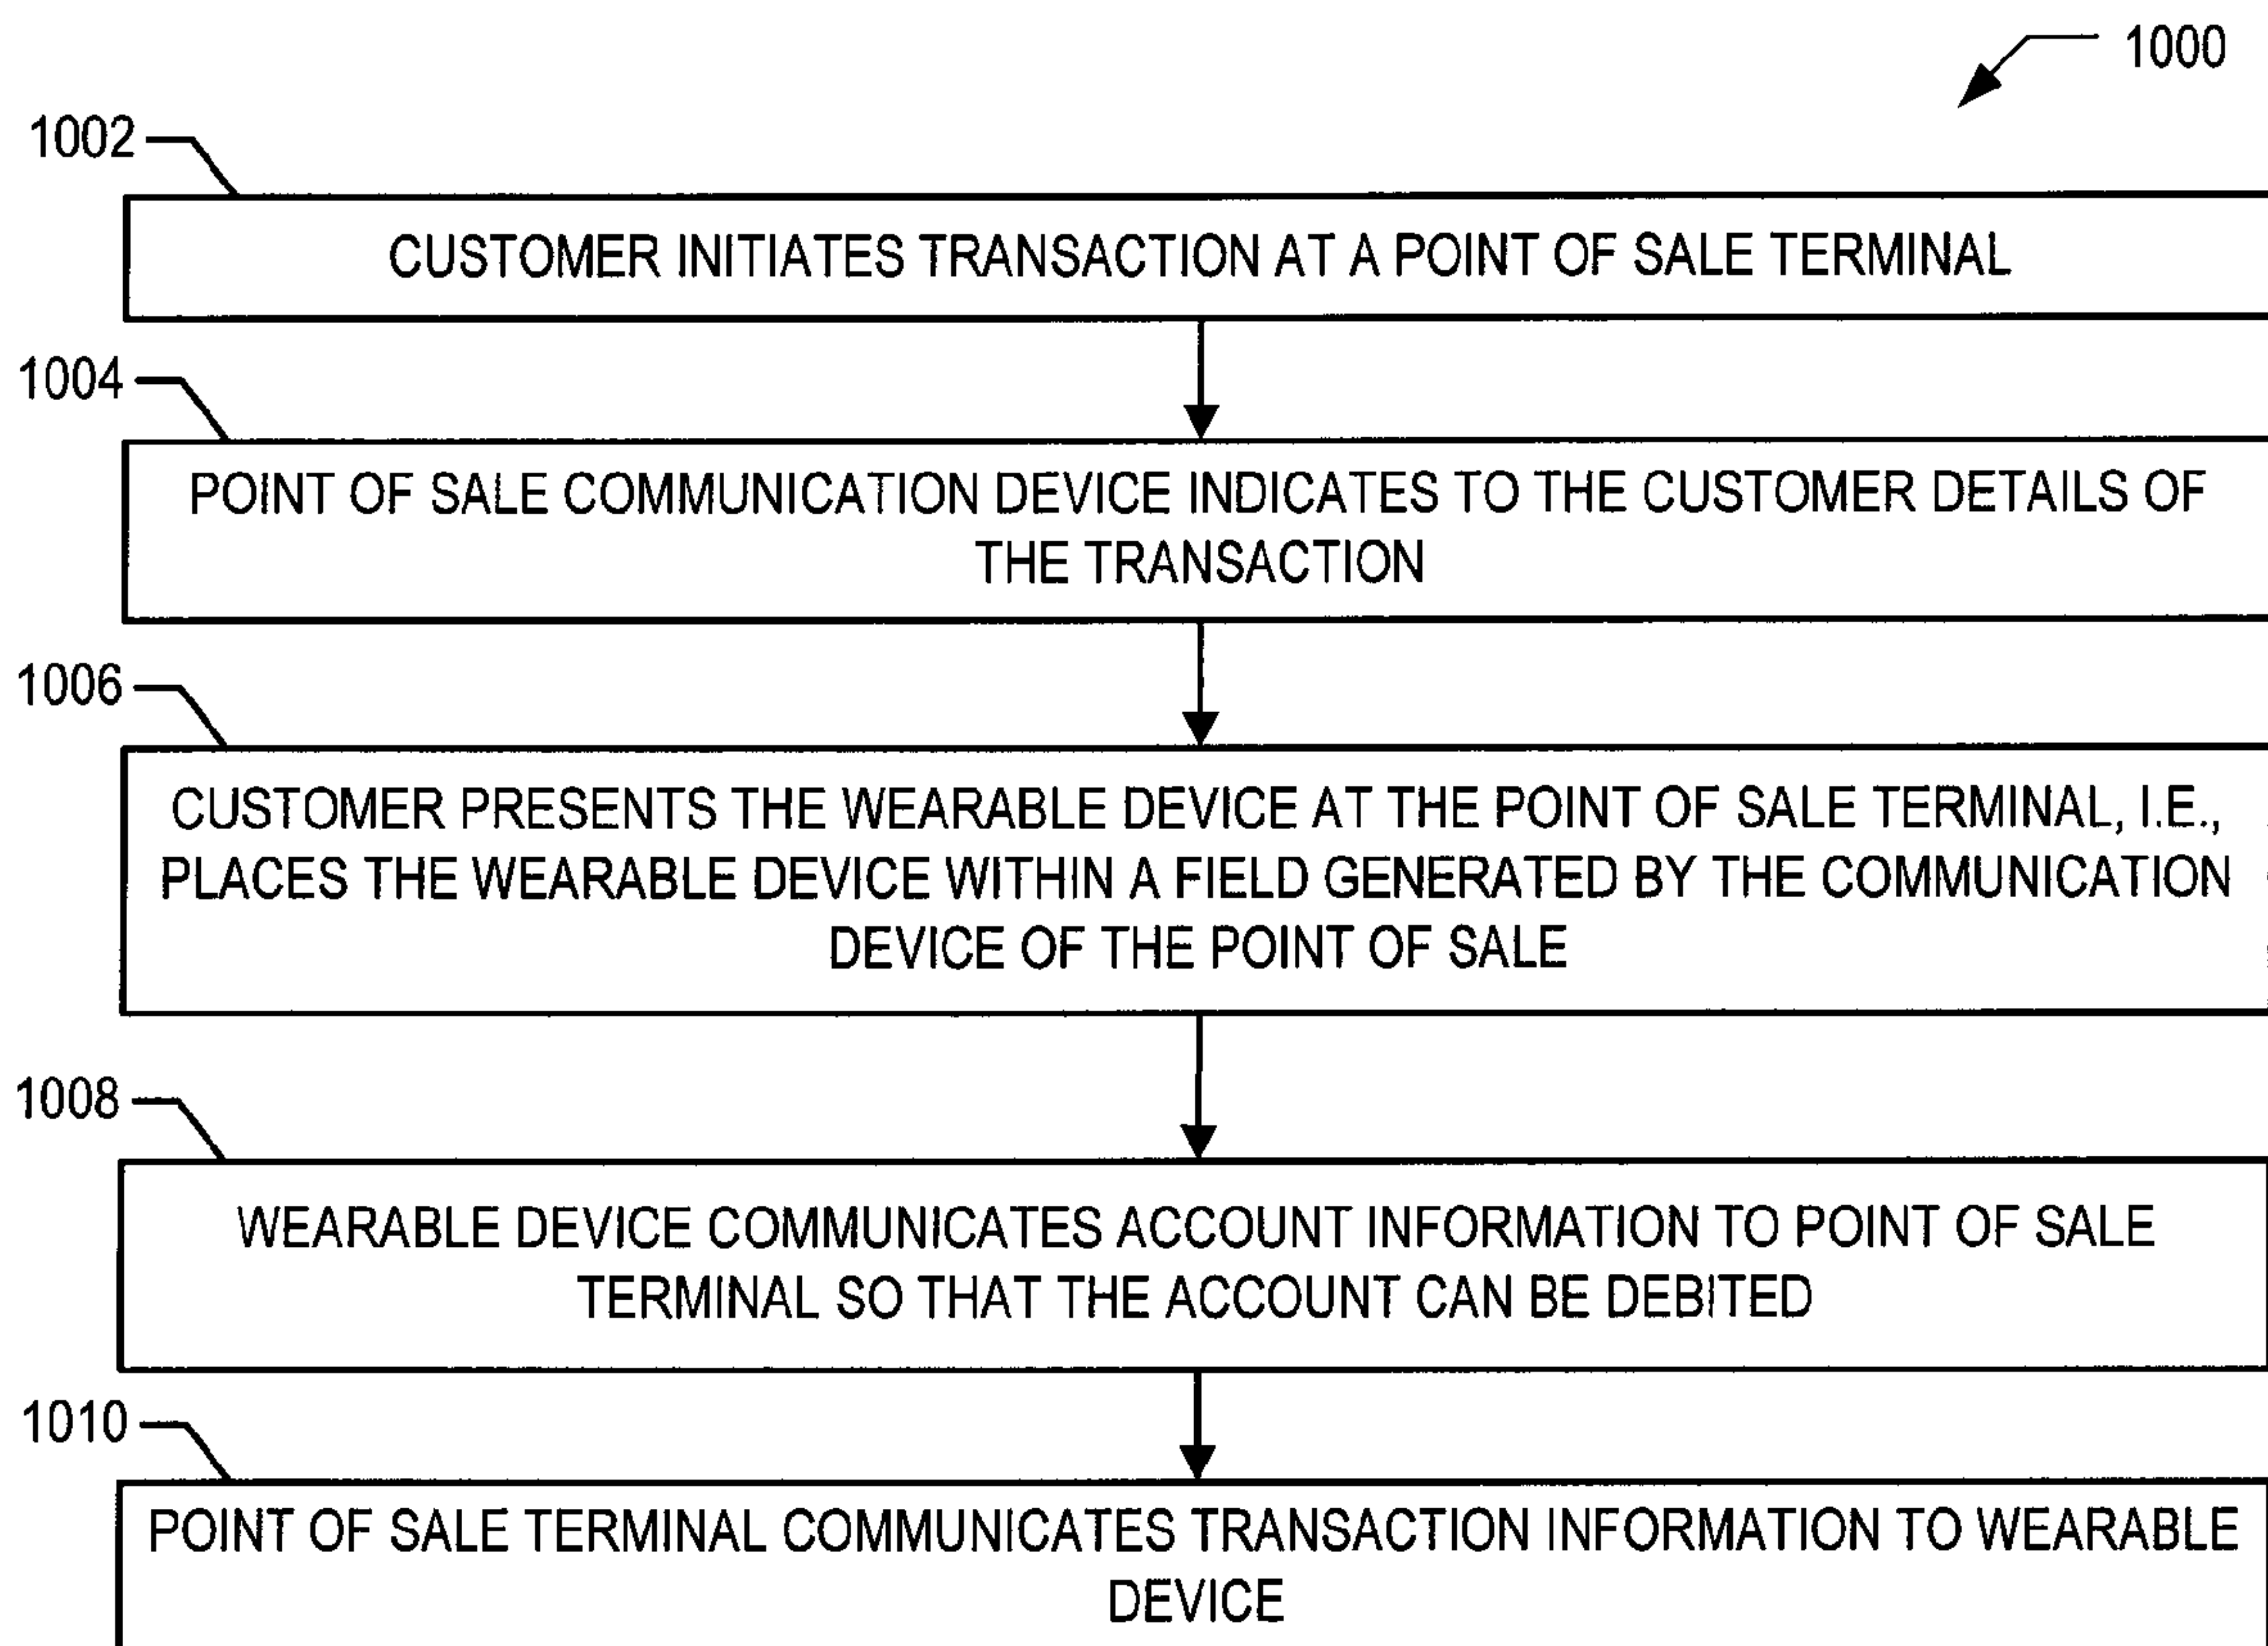 1000
1002
CUSTOMER INITIATES TRANSACTION AT A POINT OF SALE TERMINAL
1004
POINT OF SALE COMMUNICATION DEVICE INDICATES TO THE CUSTOMER DETAILS OF
THE TRANSACTION
1006
CUSTOMER PRESENTS THE WEARABLE DEVICE AT THE POINT OF SALE TERMINAL, I.E.,
PLACES THE WEARABLE DEVICE WITHIN A FIELD GENERATED BY THE COMMUNICATION
DEVICE OF THE POINT OF SALE
1008
WEARABLE DEVICE COMMUNICATES ACCOUNT INFORMATION TO POINT OF SALE
TERMINAL SO THAT THE ACCOUNT CAN BE DEBITED
1010
POINT OF SALE TERMINAL COMMUNICATES TRANSACTION INFORMATION TO WEARABLE
DEVICE